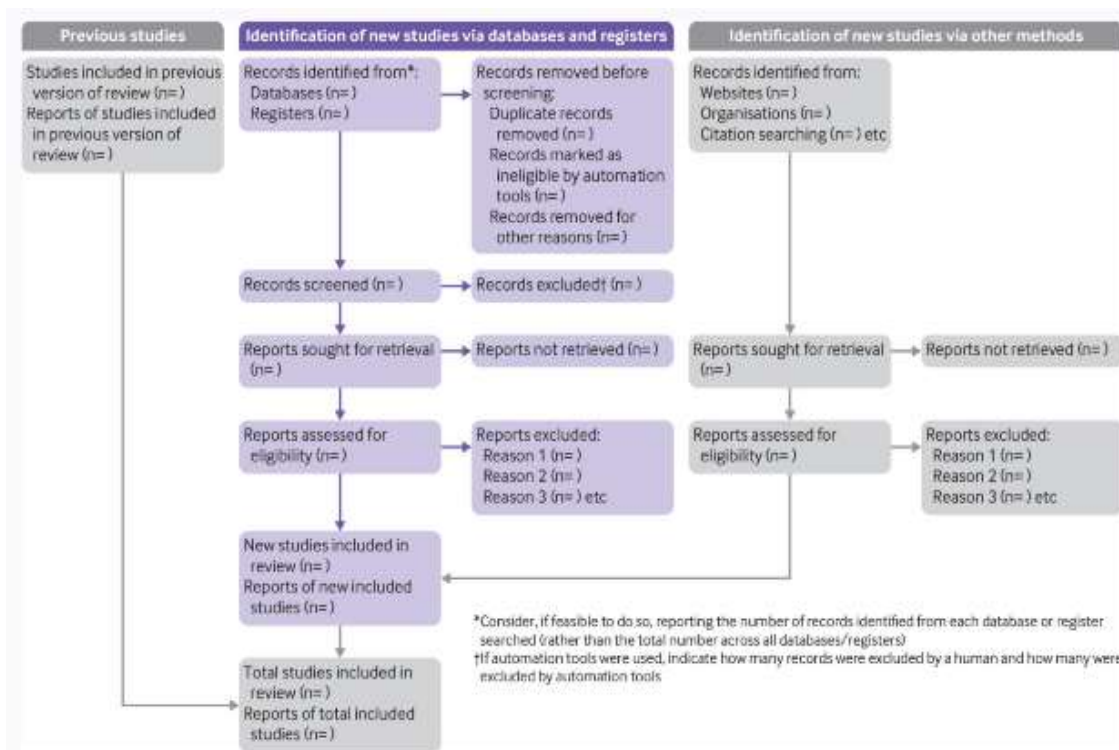 Previous studies
Identification of new studies via databases and registers
Identification of new studies via other methods
Studies included in previous
version of review (n= )
Reports of studies included
in previous version of
review (n= )
Records identified from*:
Databases (n= )
Registers (n= )
Records removed before
screening:
Duplicate records
removed (n= )
Records marked as
ineligible by automation
tools (n= )
Records removed for
other reasons (n= )
Records identified from:
Websites (n= )
Organisations (n= )
Citation searching (n= ) etc
Records screened (n= )
Records excluded† (n= )
Reports sought for retrieval
(n= )
Reports not retrieved (n= )
Reports sought for retrieval
(n= )
Reports not retrieved (n= )
Reports assessed for
eligibility (n= )
Reports excluded:
Reason 1 (n= )
Reason 2 (n= )
Reason 3 (n= ) etc
Reports assessed for
eligibility (n= )
Reports excluded:
Reason 1 (n= )
Reason 2 (n= )
Reason 3 (n= ) etc
New studies included in
review (n= )
Reports of new included
studies (n= )
Total studies included in
review (n= )
Reports of total included
studies (n= )
*Consider, if feasible to do so, reporting the number of records identified from each database or register
searched (rather than the total number across all databases/registers)
†If automation tools were used, indicate how many records were excluded by a human and how many were
excluded by automation tools